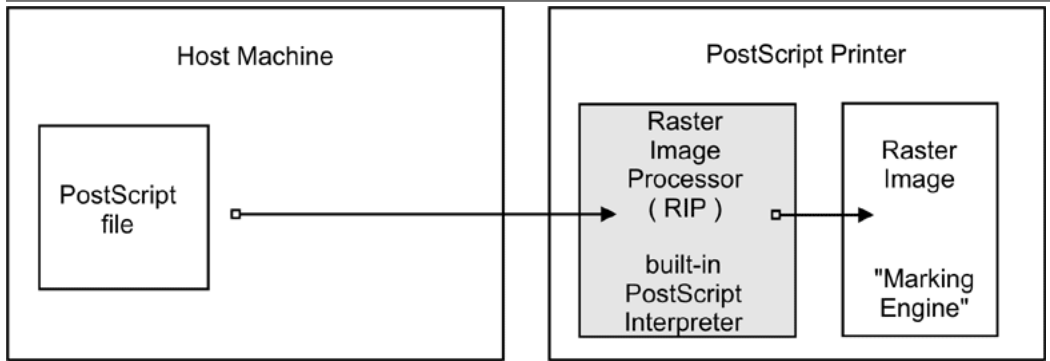 Host Machine
PostScript
file
PostScript Printer
Raster
Image
Processor
( RIP )
built-in
PostScript
Interpreter
Raster
Image
"Marking
Engine"